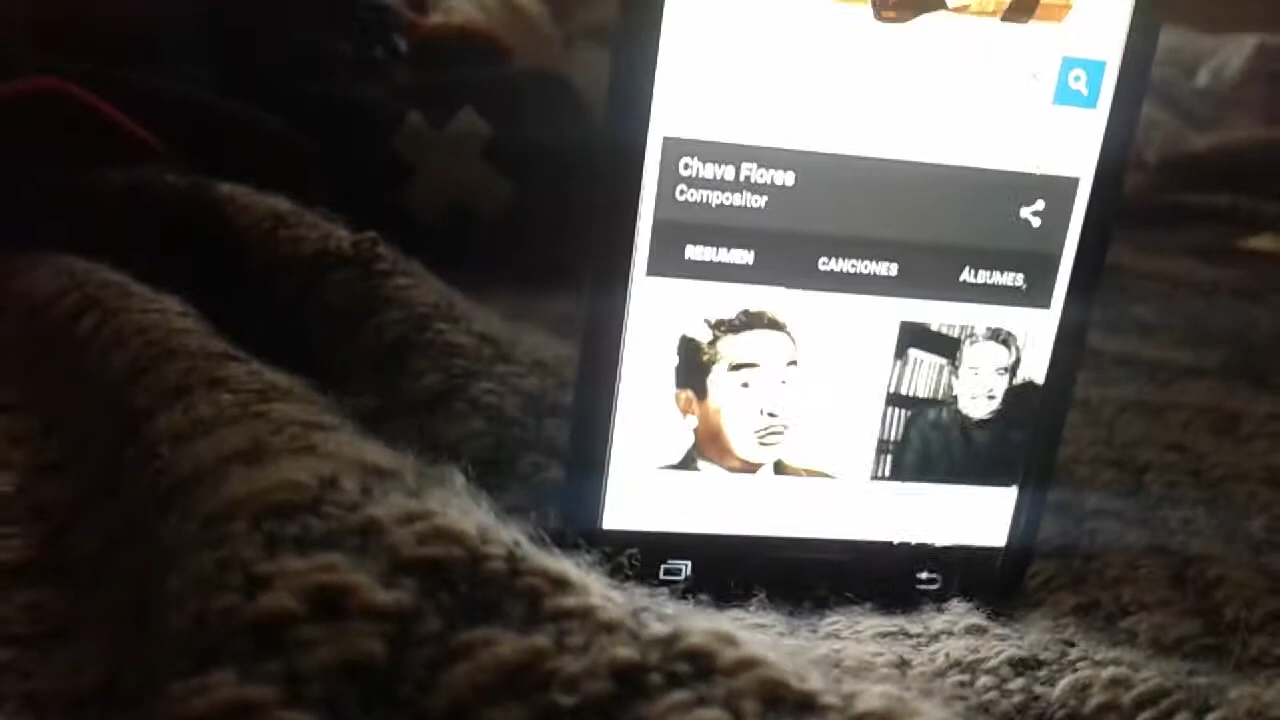 Chava Flores
Compositor
RESUMEN
CANCIONES
ÁLBUMES